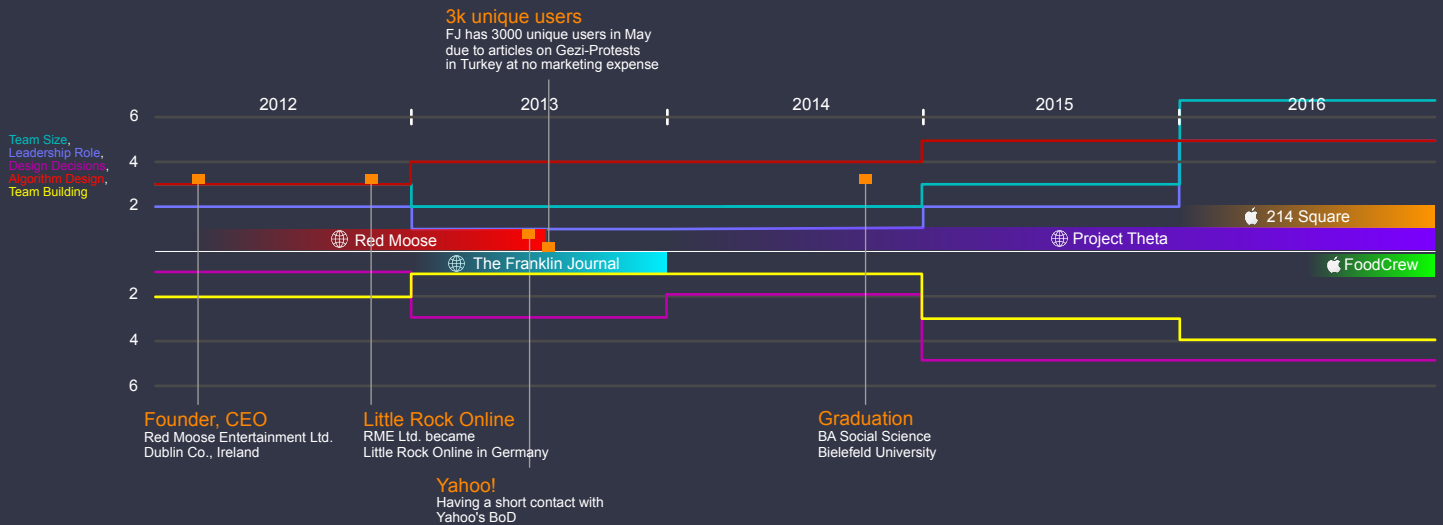 3k unique users
FJ has 3000 unique users in May
due to articles on Gezi-Protests
in Turkey at no marketing expense
2012
2013
2014
2015
2016
6
4
2
2
4
6
Team Size,
Leadership Role,
Design Decisions,
Algorithm Design,
Team Building
214 Square
Red Moose
Project Theta
The Franklin Journal
FoodCrew
Founder, CEO
Red Moose Entertainment Ltd.
Dublin Co., Ireland
Little Rock Online
RME Ltd. became
Little Rock Online in Germany
Graduation
BA Social Science
Bielefeld University
Yahoo!
Having a short contact with
Yahoo's BoD